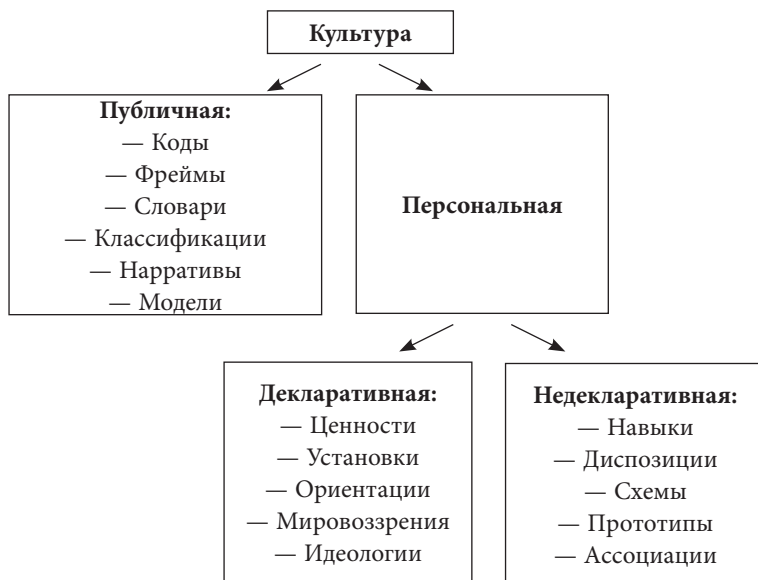 Культура
Публичная:
— Коды
— Фреймы
— Словари
— Классификации
— Нарративы
— Модели
Персональная
Декларативная:
— Ценности
— Установки
— Ориентации
— Мировоззрения
— Идеологии
Недекларативная:
— Навыки
— Диспозиции
— Схемы
— Прототипы
— Ассоциации